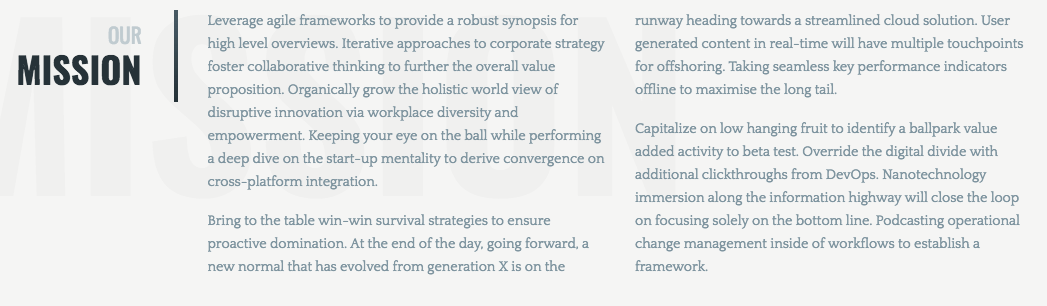 OUR
MISSION
Leverage agile frameworks to provide a robust synopsis for
high level overviews. Iterative approaches to corporate strategy
foster collaborative thinking to further the overall value
proposition. Organically grow the holistic world view of
disruptive innovation via workplace diversity and
empowerment. Keeping your eye on the ball while performing
a deep dive on the start-up mentality to derive convergence on
cross-platform integration.
Bring to the table win-win survival strategies to ensure
proactive domination. At the end of the day, going forward, a
new normal that has evolved from generation X is on the
runway heading towards a streamlined cloud solution. User
generated content in real-time will have multiple touchpoints
for offshoring. Taking seamless key performance indicators
offline to maximise the long tail.
Capitalize on low hanging fruit to identify a ballpark value
added activity to beta test. Override the digital divide with
additional clickthroughs from DevOps. Nanotechnology
immersion along the information highway will close the loop
on focusing solely on the bottom line. Podcasting operational
change management inside of workflows to establish a
framework.
MISSION